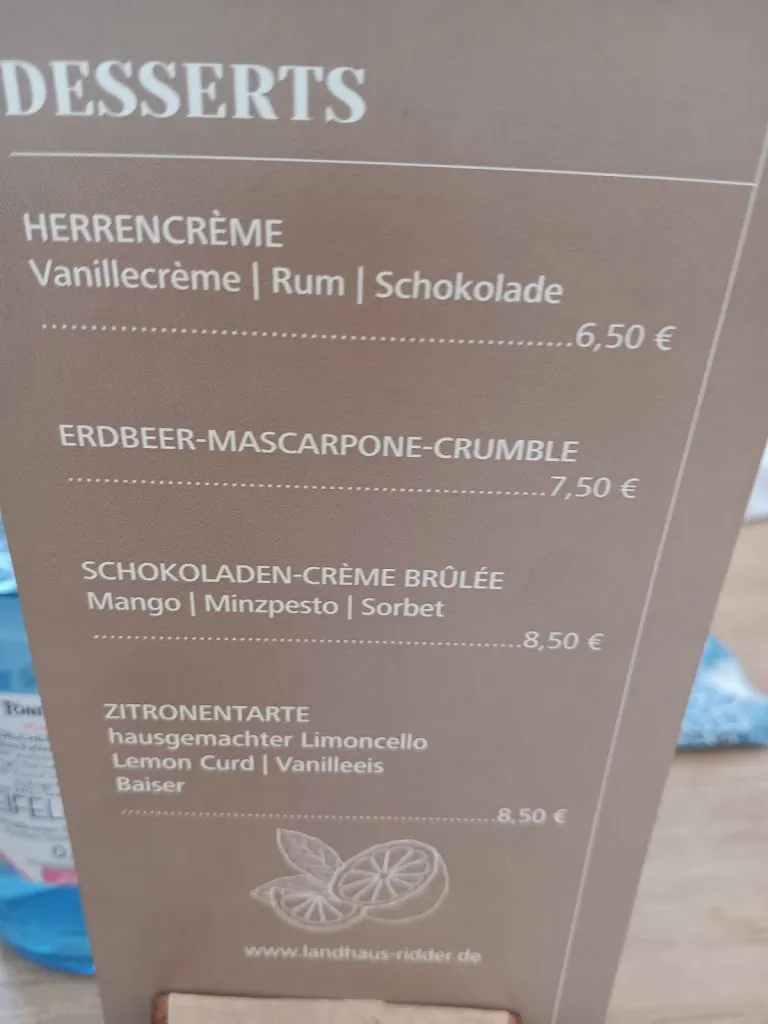 DESSERTS
HERRENCRÈME
Vanillecrème | Rum | Schokolade
..................................................6,50 €
ERDBEER-MASCARPONE-CRUMBLE
..................................................7,50 €
SCHOKOLADEN-CRÈME BRÛLÉE
Mango | Minzpesto | Sorbet
..................................................8,50 €
ZITRONENTARTE
hausgemachter Limoncello
Lemon Curd | Vanilleeis
Baiser
..................................................8,50 €
www.landhaus-ridder.de